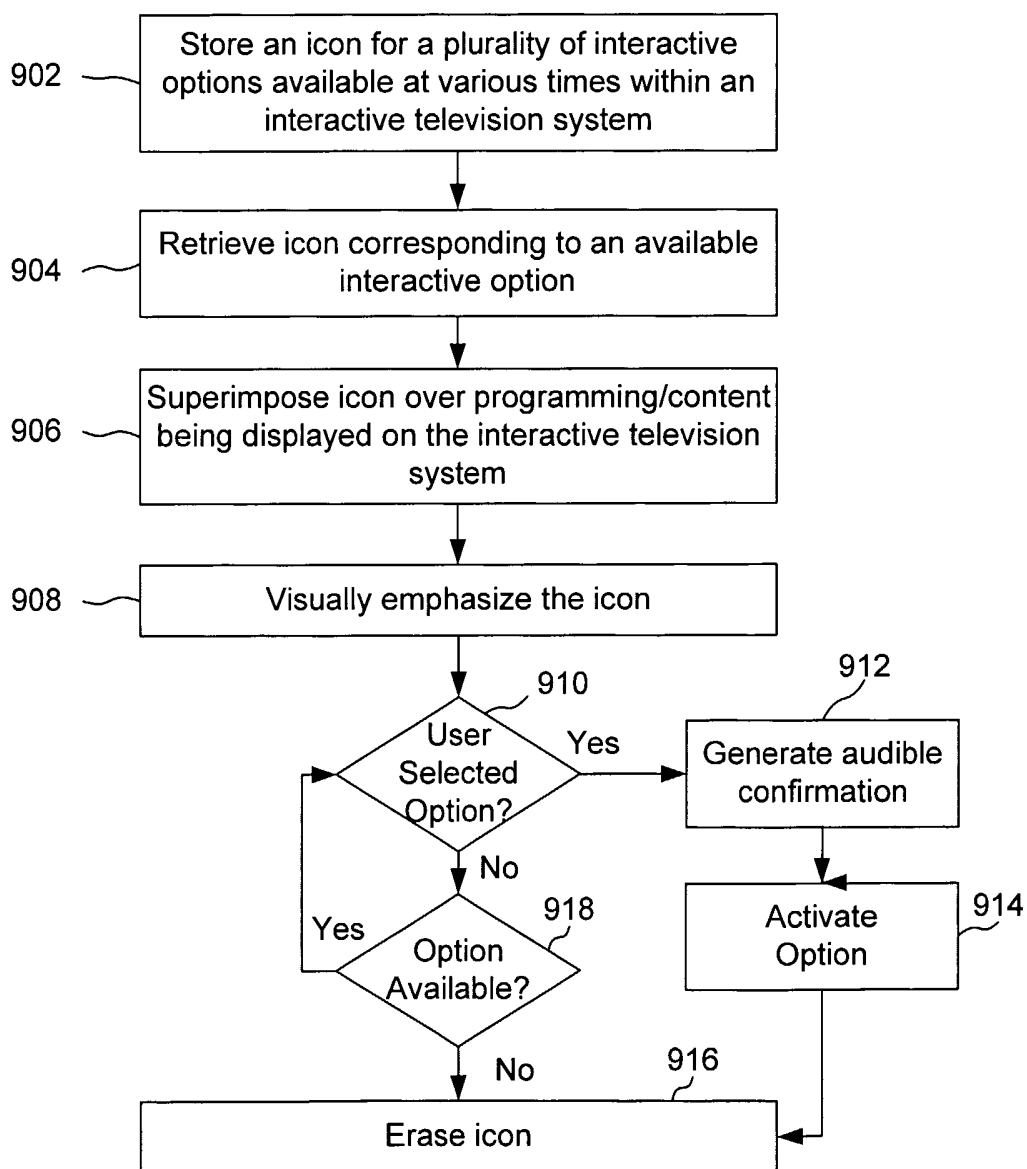 902
Store an icon for a plurality of interactive
options available at various times within an
interactive television system
904
Retrieve icon corresponding to an available
interactive option
906
Superimpose icon over programming/content
being displayed on the interactive television
system
908
Visually emphasize the icon
910
User
Selected
Option?
Yes
912
Generate audible
confirmation
No
914
Activate
Option
918
Yes
Option
Available?
No
916
Erase icon